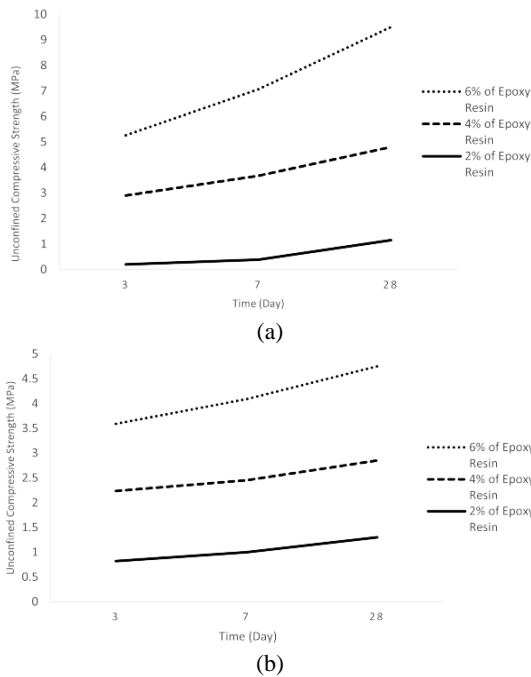 10
9
8
7
6
5
4
3
2
1
0
Unconfined Compressive Strength (MPa)
3 7 28
Time (Day)
6% of Epoxy
Resin
4% of Epoxy
Resin
2% of Epoxy
Resin
(a)
5
4.5
4
3.5
3
2.5
2
1.5
1
0.5
0
Unconfined Compressive Strength (MPa)
3 7 28
Time (Day)
6% of Epoxy
Resin
4% of Epoxy
Resin
2% of Epoxy
Resin
(b)